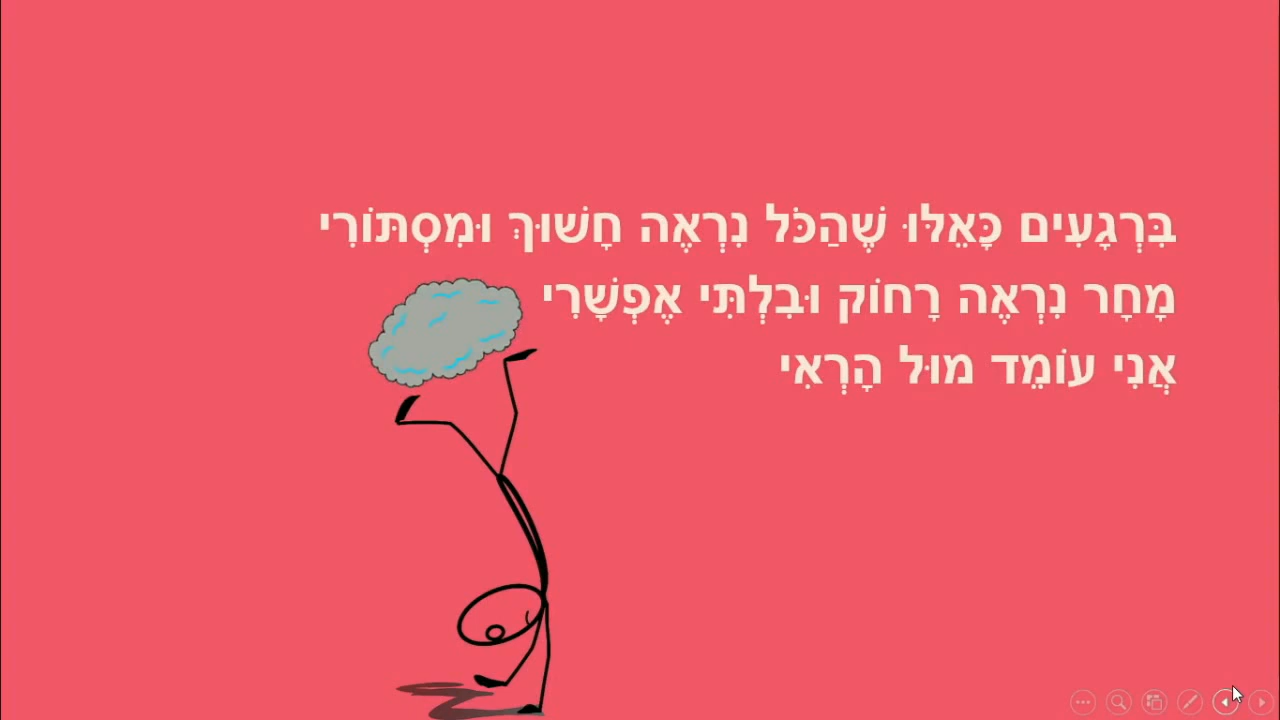 בִּרְגָעִים כָּאֵלּוּ שֶׁהַכֹּל נִרְאֶה חָשׁוּךְ וּמִסְתּוֹרִי
מָחָר נִרְאֶה רָחוֹק וּבִלְתִּי אֶפְשָׁרִי
אֲנִי עוֹמֵד מוּל הָרְאִי